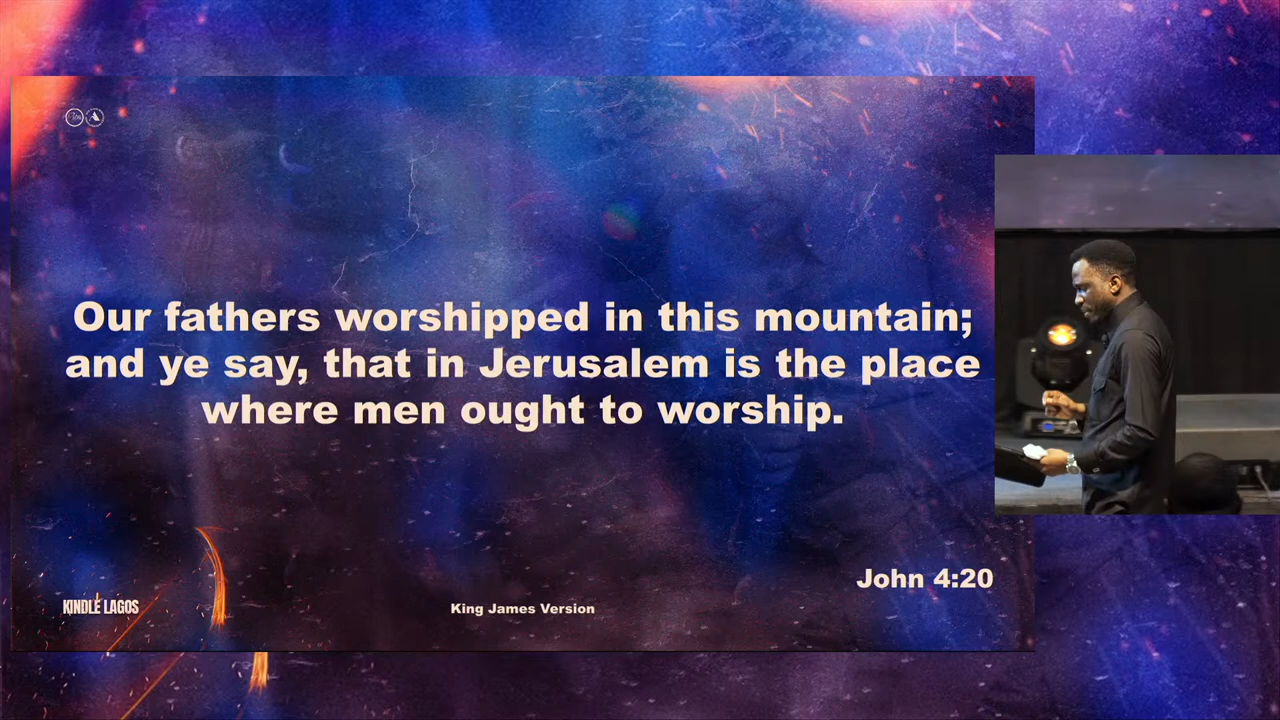 Our fathers worshipped in this mountain;
and ye say, that in Jerusalem is the place
where men ought to worship.
John 4:20
KINDLE LAGOS
King James Version